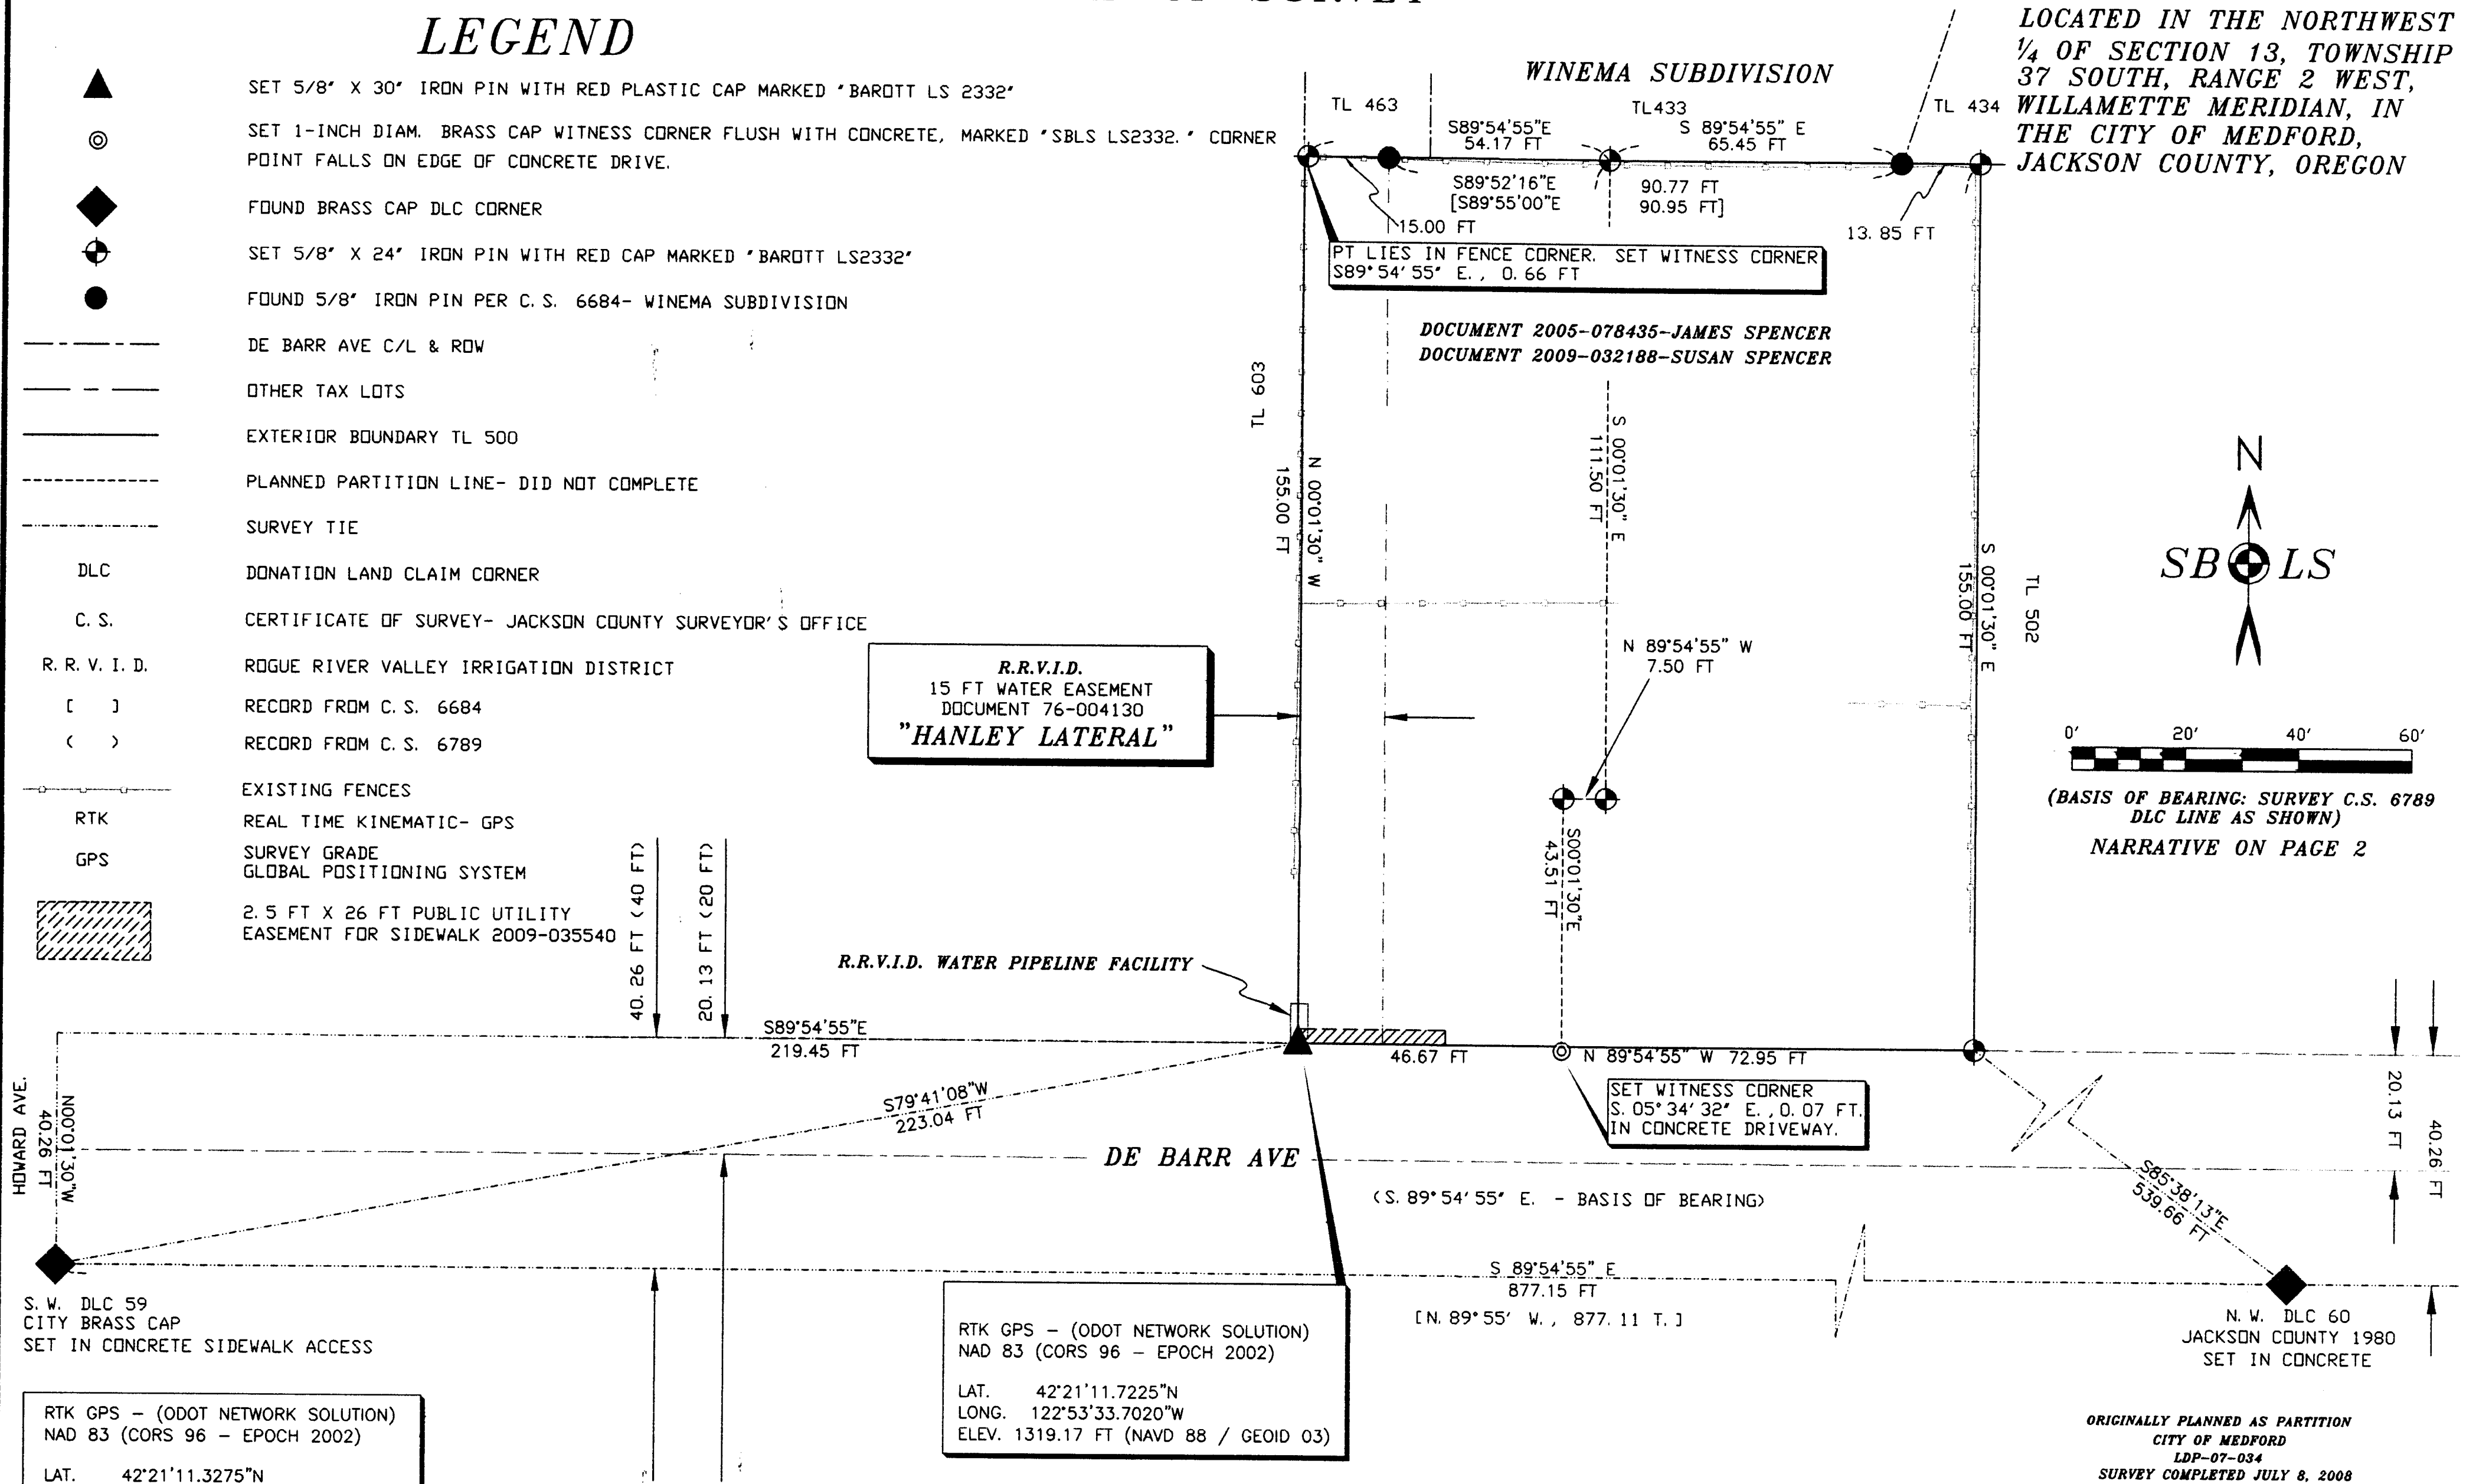 LEGEND
SET 5/8" X 30" IRON PIN WITH RED PLASTIC CAP MARKED "BAROTT LS 2332"
SET 1-INCH DIAM. BRASS CAP WITNESS CORNER FLUSH WITH CONCRETE, MARKED "SBLS LS2332." CORNER
POINT FALLS ON EDGE OF CONCRETE DRIVE.
FOUND BRASS CAP DLC CORNER
SET 5/8" X 24" IRON PIN WITH RED CAP MARKED "BAROTT LS2332"
FOUND 5/8" IRON PIN PER C. S. 6684- WINEMA SUBDIVISION
DE BARR AVE C/L & ROW
OTHER TAX LOTS
EXTERIOR BOUNDARY TL 500
PLANNED PARTITION LINE- DID NOT COMPLETE
SURVEY TIE
DLC DONATION LAND CLAIM CORNER
C. S. CERTIFICATE OF SURVEY- JACKSON COUNTY SURVEYOR'S OFFICE
R. R. V. I. D. ROGUE RIVER VALLEY IRRIGATION DISTRICT
[ ] RECORD FROM C. S. 6684
( ) RECORD FROM C. S. 6789
EXISTING FENCES
RTK REAL TIME KINEMATIC- GPS
GPS SURVEY GRADE
GLOBAL POSITIONING SYSTEM
2. 5 FT X 26 FT PUBLIC UTILITY
EASEMENT FOR SIDEWALK 2009-035540
SURVEY
LOCATED IN THE NORTHWEST
¼ OF SECTION 13, TOWNSHIP
37 SOUTH, RANGE 2 WEST,
WILLAMETTE MERIDIAN, IN
THE CITY OF MEDFORD,
JACKSON COUNTY, OREGON
WINEMA SUBDIVISION
TL 463
TL433
TL 434
S89°54'55"E
54.17 FT
S 89°54'55" E
65.45 FT
S89°52'16"E 90.77 FT
[S89°55'00"E 90.95 FT]
15.00 FT
13. 85 FT
PT LIES IN FENCE CORNER. SET WITNESS CORNER
S89° 54' 55" E. , 0. 66 FT
DOCUMENT 2005-078435-JAMES SPENCER
DOCUMENT 2009-032188-SUSAN SPENCER
TL 603
N 00°01'30" W
155.00 FT
S 00°01'30" E
111.50 FT
S 00°01'30" E
155.00 FT
TL 502
N 89°54'55" W
7.50 FT
S00°01'30"E
43.51 FT
R.R.V.I.D.
15 FT WATER EASEMENT
DOCUMENT 76-004130
"HANLEY LATERAL"
N
SB LS
0' 20' 40' 60'
(BASIS OF BEARING: SURVEY C.S. 6789
DLC LINE AS SHOWN)
NARRATIVE ON PAGE 2
40. 26 FT (40 FT)
20. 13 FT (20 FT)
R.R.V.I.D. WATER PIPELINE FACILITY
S89°54'55"E
219.45 FT
46.67 FT
N 89°54'55" W 72.95 FT
SET WITNESS CORNER
S. 05° 34' 32" E. , 0. 07 FT.
IN CONCRETE DRIVEWAY.
HOWARD AVE.
N00°01'30"W
40.26 FT
S79°41'08"W
223.04 FT
DE BARR AVE
(S. 89° 54' 55" E. - BASIS OF BEARING)
20.13 FT
40.26 FT
S85°38'13"E
539.66 FT
S 89°54'55" E
877.15 FT
[N. 89° 55' W. , 877. 11 T. ]
S. W. DLC 59
CITY BRASS CAP
SET IN CONCRETE SIDEWALK ACCESS
N. W. DLC 60
JACKSON COUNTY 1980
SET IN CONCRETE
RTK GPS - (ODOT NETWORK SOLUTION)
NAD 83 (CORS 96 - EPOCH 2002)
LAT. 42°21'11.7225"N
LONG. 122°53'33.7020"W
ELEV. 1319.17 FT (NAVD 88 / GEOID 03)
RTK GPS - (ODOT NETWORK SOLUTION)
NAD 83 (CORS 96 - EPOCH 2002)
LAT. 42°21'11.3275"N
ORIGINALLY PLANNED AS PARTITION
CITY OF MEDFORD
LDP-07-034
SURVEY COMPLETED JULY 8, 2008